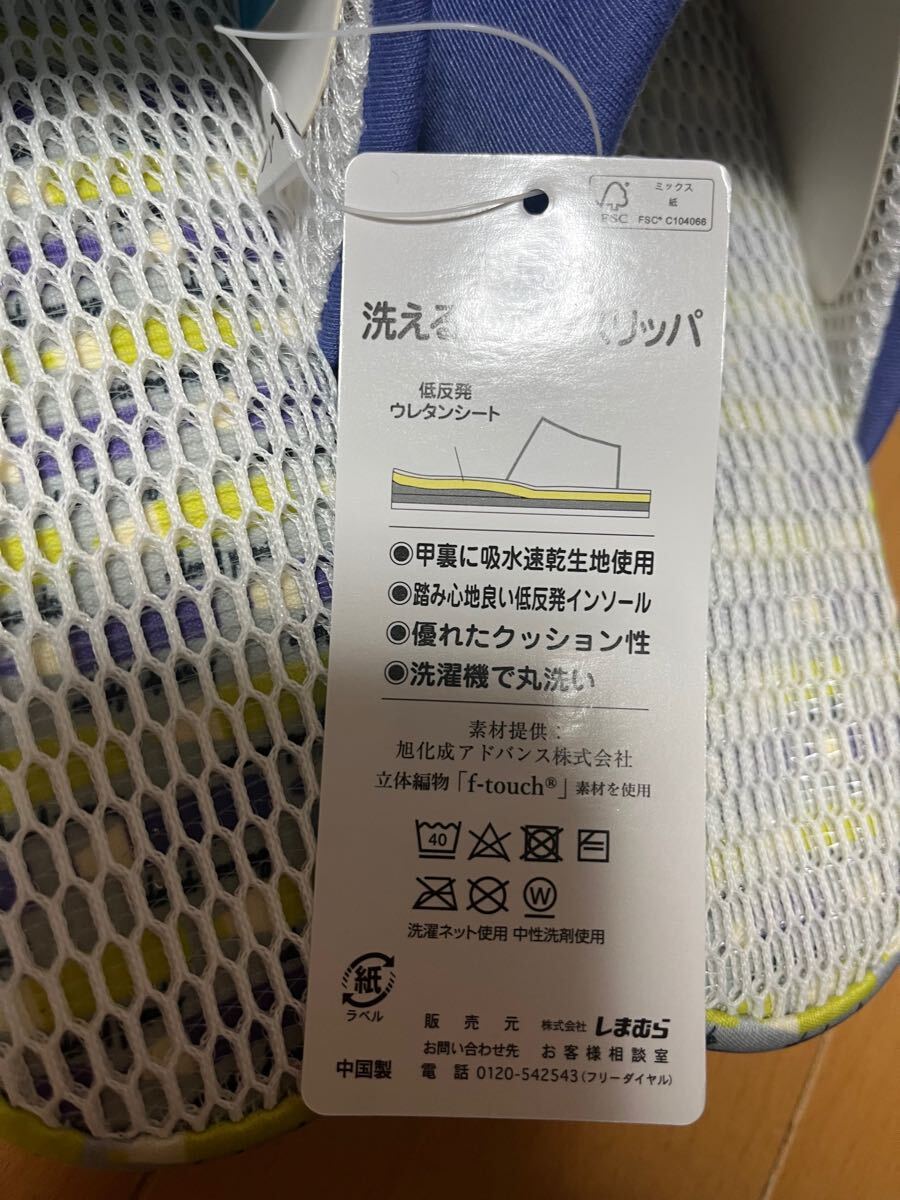 FSC
ミックス
紙
FSC® C104066
洗える リッパ
低反発
ウレタンシート
◉甲裏に吸水速乾生地使用
◉踏み心地良い低反発インソール
◉優れたクッション性
◉洗濯機で丸洗い
素材提供：
旭化成アドバンス株式会社
立体編物「f-touch®」素材を使用
40
W
洗濯ネット使用 中性洗剤使用
紙
ラベル
販売元 株式会社 しまむら
お問い合わせ先 お客様相談室
中国製 電話 0120-542543（フリーダイヤル）